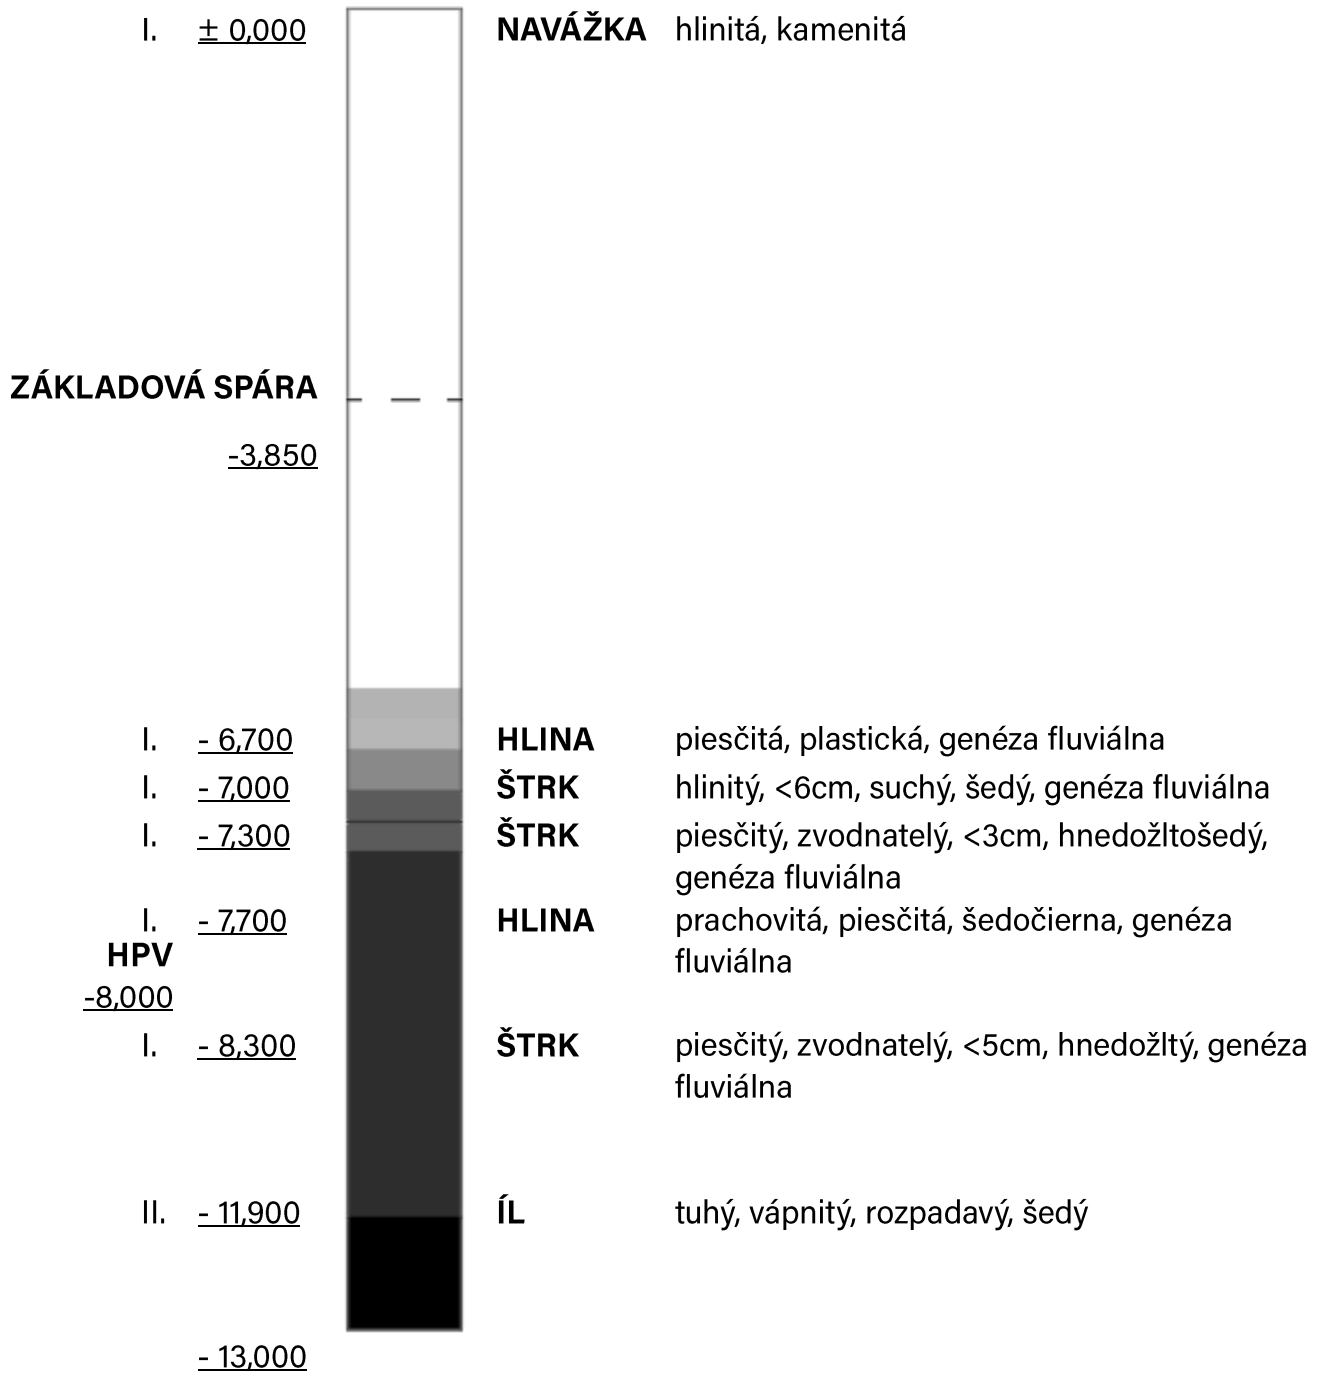 I. ± 0,000 NAVÁŽKA hlinitá, kamenitá
ZÁKLADOVÁ SPÁRA
-3,850
I. - 6,700 HLINA piesčitá, plastická, genéza fluviálna
I. - 7,000 ŠTRK hlinitý, <6cm, suchý, šedý, genéza fluviálna
I. - 7,300 ŠTRK piesčitý, zvodnatelý, <3cm, hnedožltošedý,
genéza fluviálna
I. - 7,700 HLINA prachovitá, piesčitá, šedočierna, genéza
HPV
fluviálna
-8,000
I. - 8,300 ŠTRK piesčitý, zvodnatelý, <5cm, hnedožltý, genéza
fluviálna
II. - 11,900 ÍL tuhý, vápnitý, rozpadavý, šedý
- 13,000